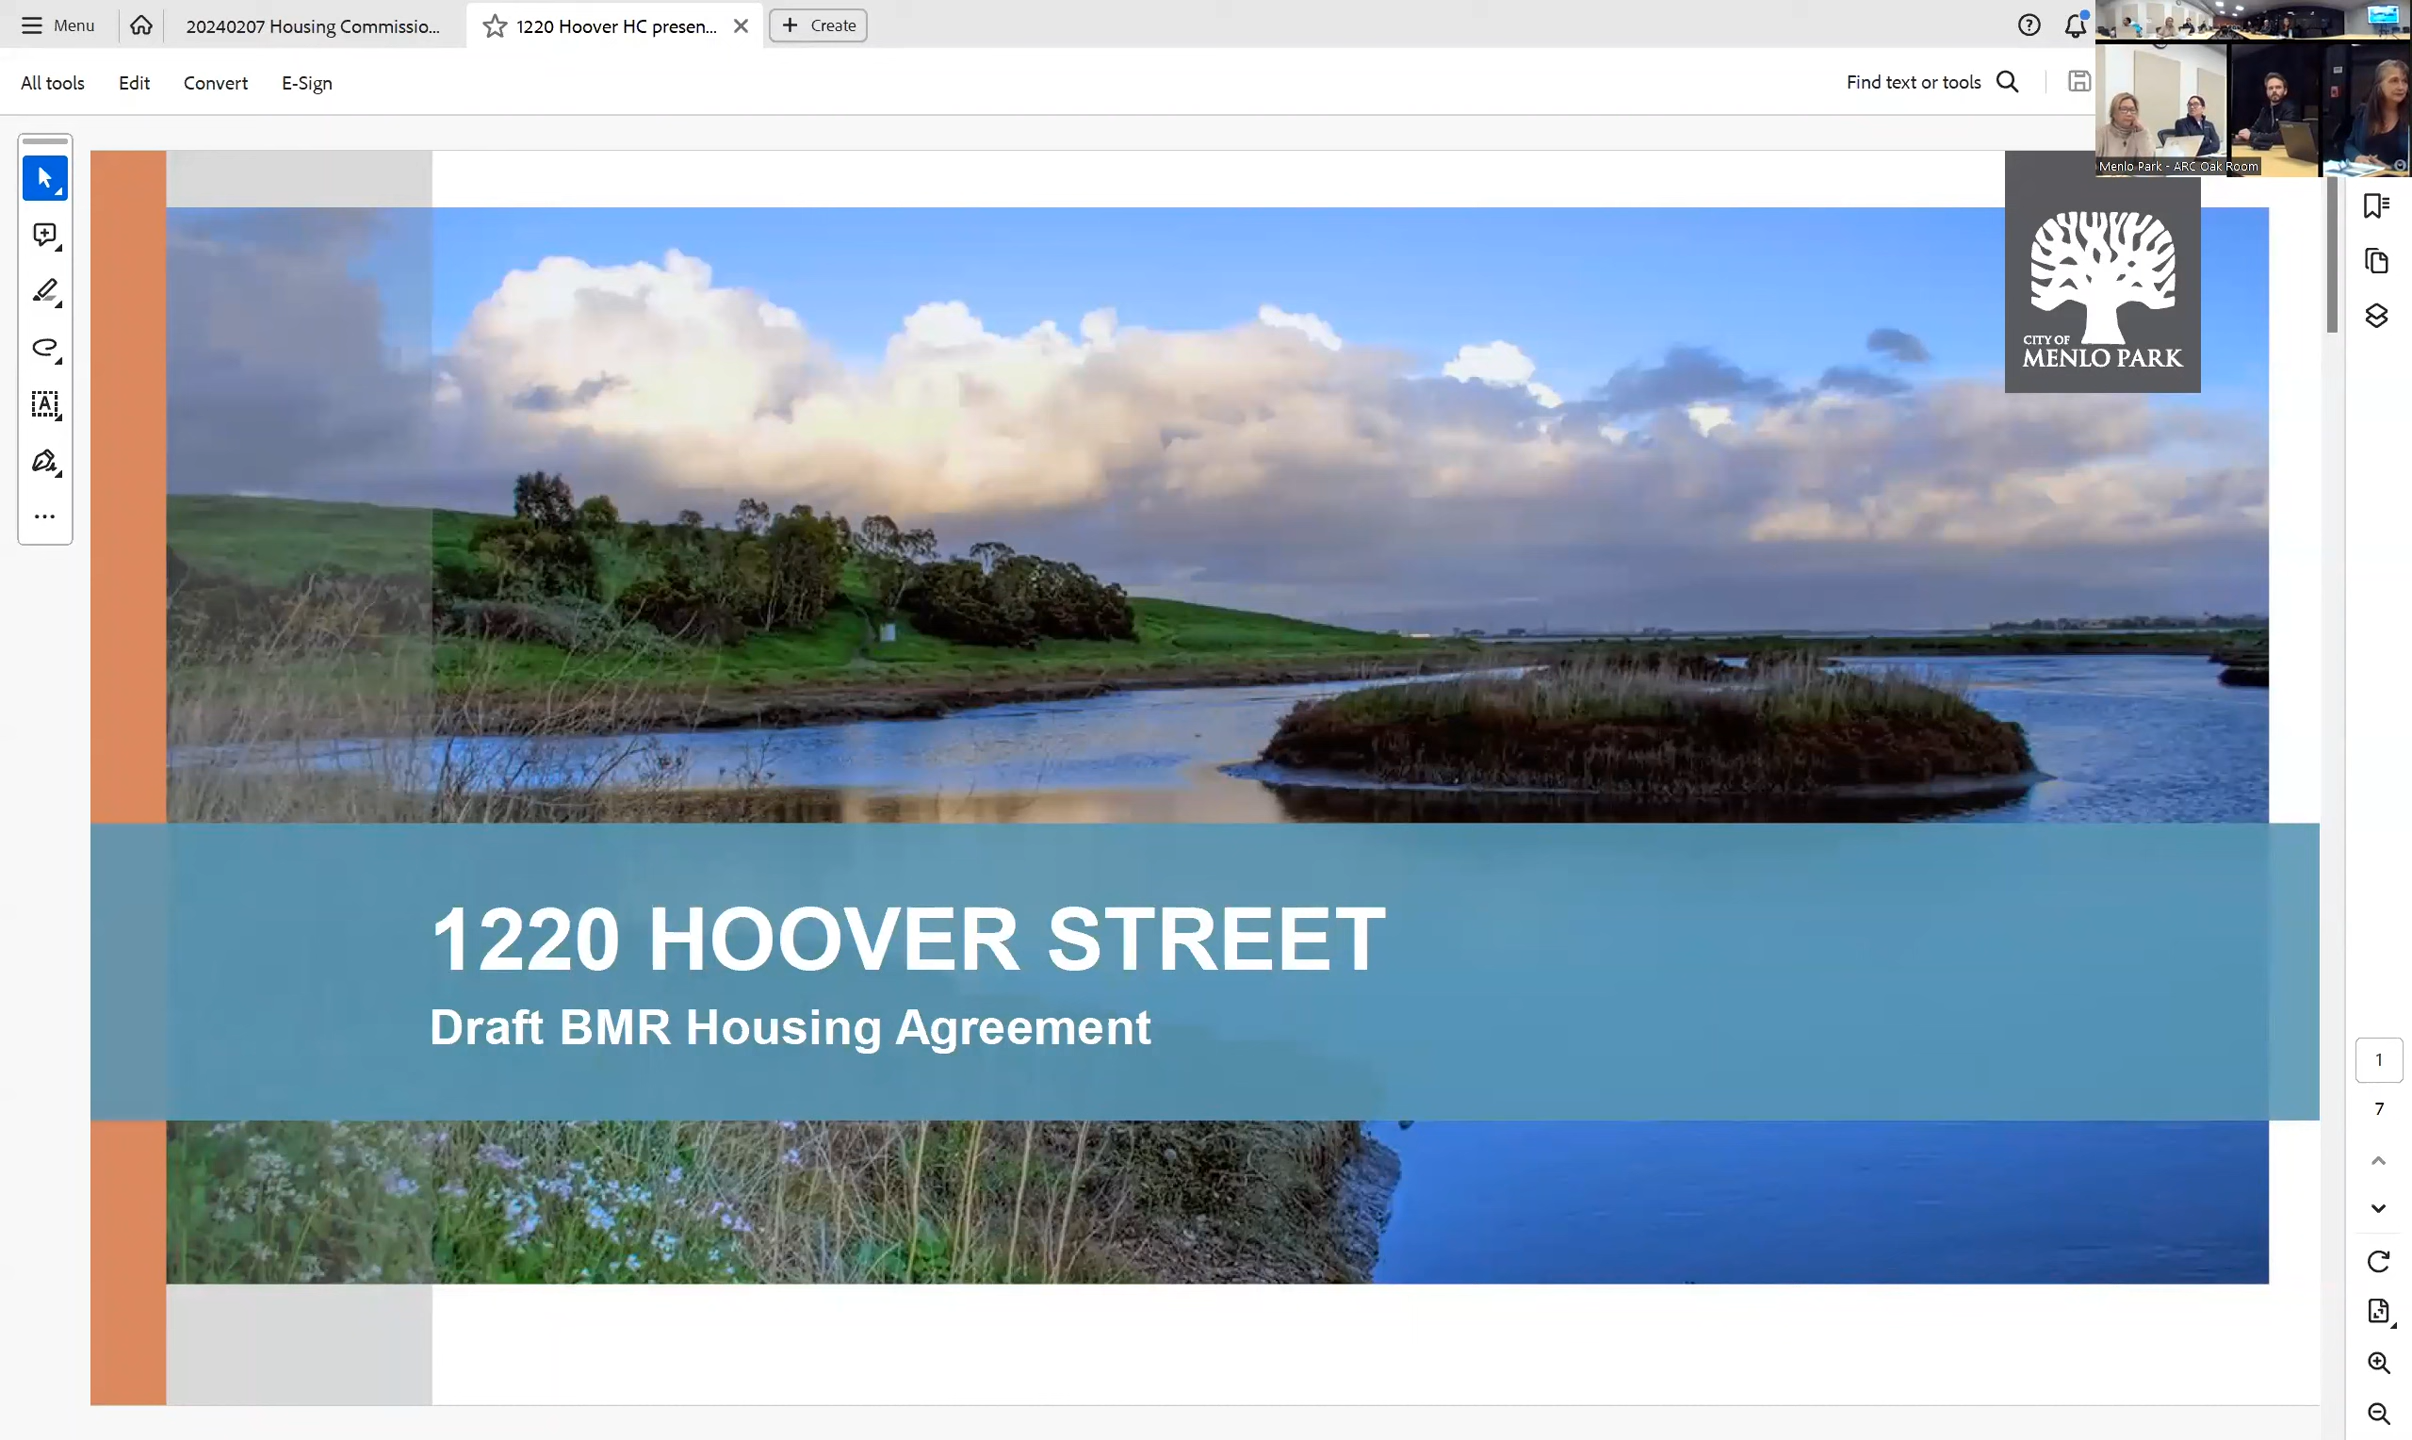 Menu
20240207 Housing Commissio...
1220 Hoover HC presen...
Create
All tools
Edit
Convert
E-Sign
Find text or tools
Menlo Park - ARC Oak Room
CITY OF
MENLO PARK
1220 HOOVER STREET
Draft BMR Housing Agreement
1
7